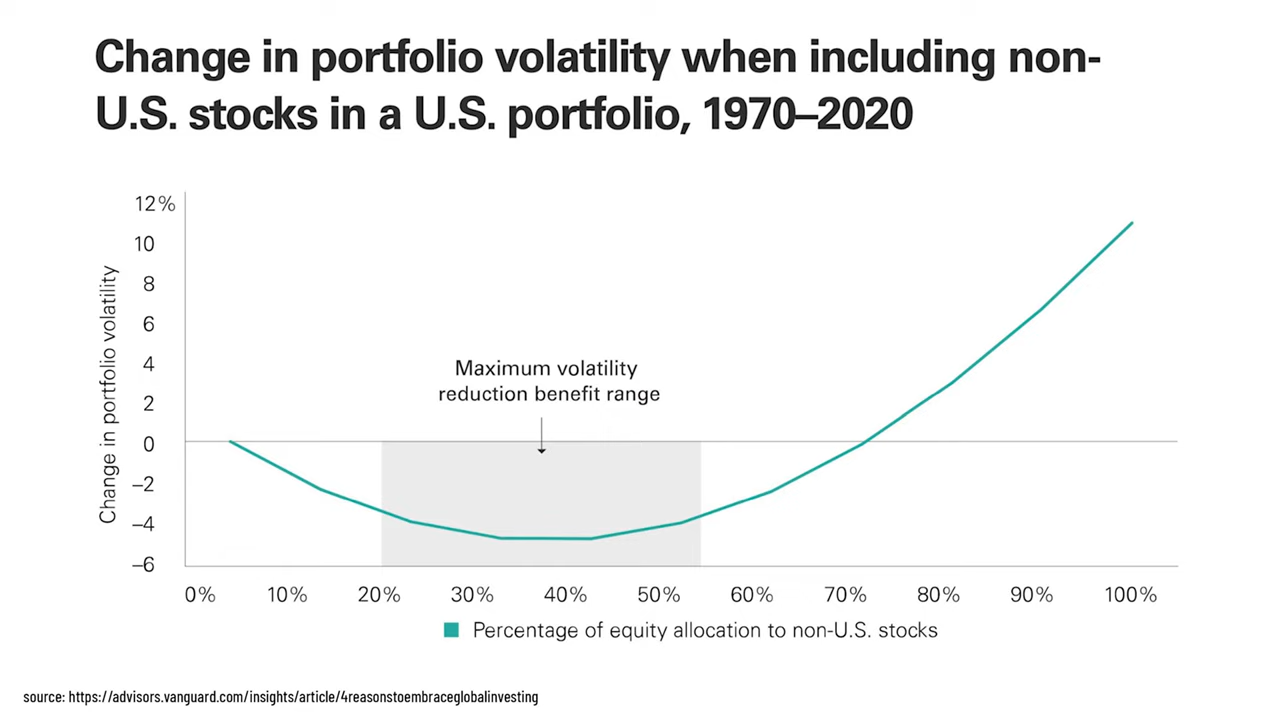 Change in portfolio volatility when including non-
U.S. stocks in a U.S. portfolio, 1970–2020
12%
10
8
6
4
2
0
–2
–4
–6
Change in portfolio volatility
Maximum volatility
reduction benefit range
0% 10% 20% 30% 40% 50% 60% 70% 80% 90% 100%
Percentage of equity allocation to non-U.S. stocks
source: https://advisors.vanguard.com/insights/article/4reasonstoembraceglobalinvesting